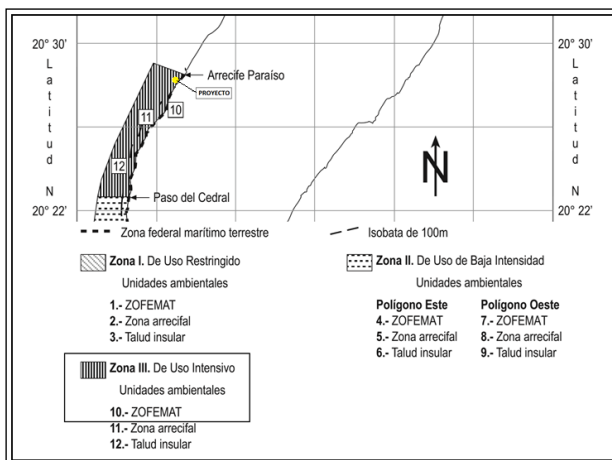 20° 30'
20° 30'
Latitud N
Latitud N
Arrecife Paraíso
PROYECTO
11
10
12
Paso del Cedral
20° 22'
20° 22'
N
Zona federal marítimo terrestre
Isobata de 100m
Zona I. De Uso Restringido
Unidades ambientales
1.- ZOFEMAT
2.- Zona arrecifal
3.- Talud insular
Zona II. De Uso de Baja Intensidad
Unidades ambientales
Polígono Este
4.- ZOFEMAT
5.- Zona arrecifal
6.- Talud insular
Polígono Oeste
7.- ZOFEMAT
8.- Zona arrecifal
9.- Talud insular
Zona III. De Uso Intensivo
Unidades ambientales
10.- ZOFEMAT
11.- Zona arrecifal
12.- Talud insular